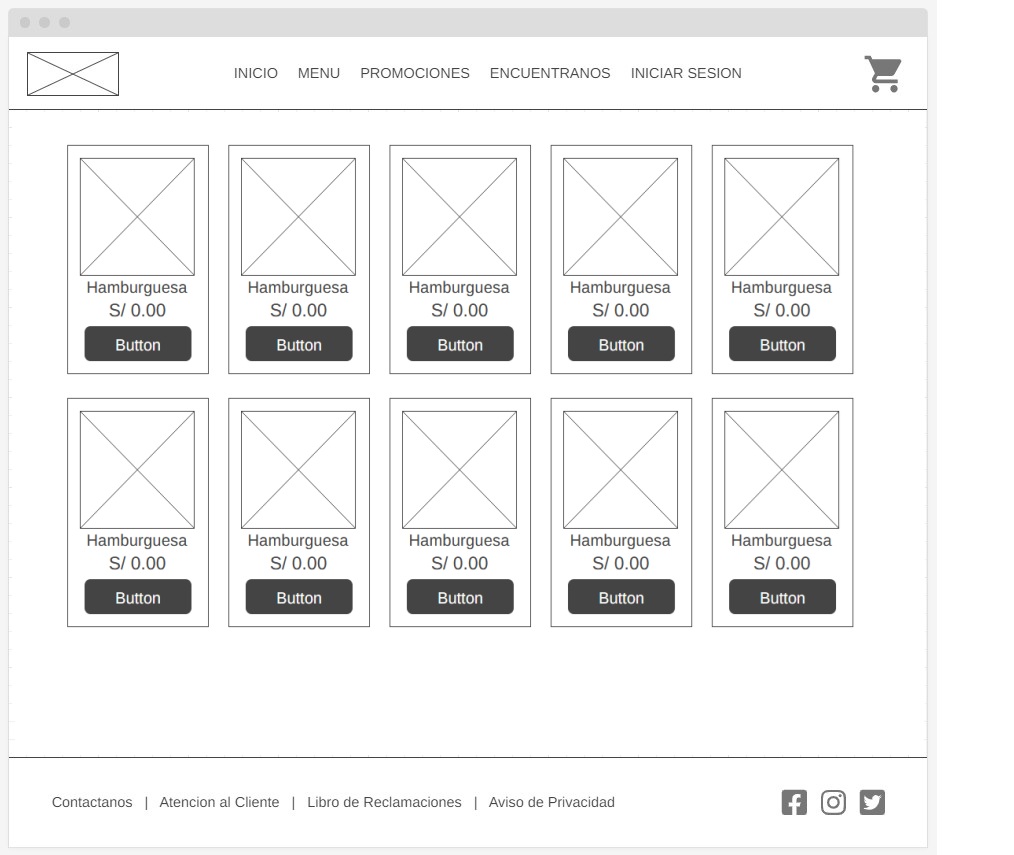 INICIO MENU PROMOCIONES ENCUENTRANOS INICIAR SESION
Hamburguesa Hamburguesa Hamburguesa Hamburguesa Hamburguesa
S/ 0.00 S/ 0.00 S/ 0.00 S/ 0.00 S/ 0.00
Button Button Button Button Button
Hamburguesa Hamburguesa Hamburguesa Hamburguesa Hamburguesa
S/ 0.00 S/ 0.00 S/ 0.00 S/ 0.00 S/ 0.00
Button Button Button Button Button
Contactanos | Atencion al Cliente | Libro de Reclamaciones | Aviso de Privacidad